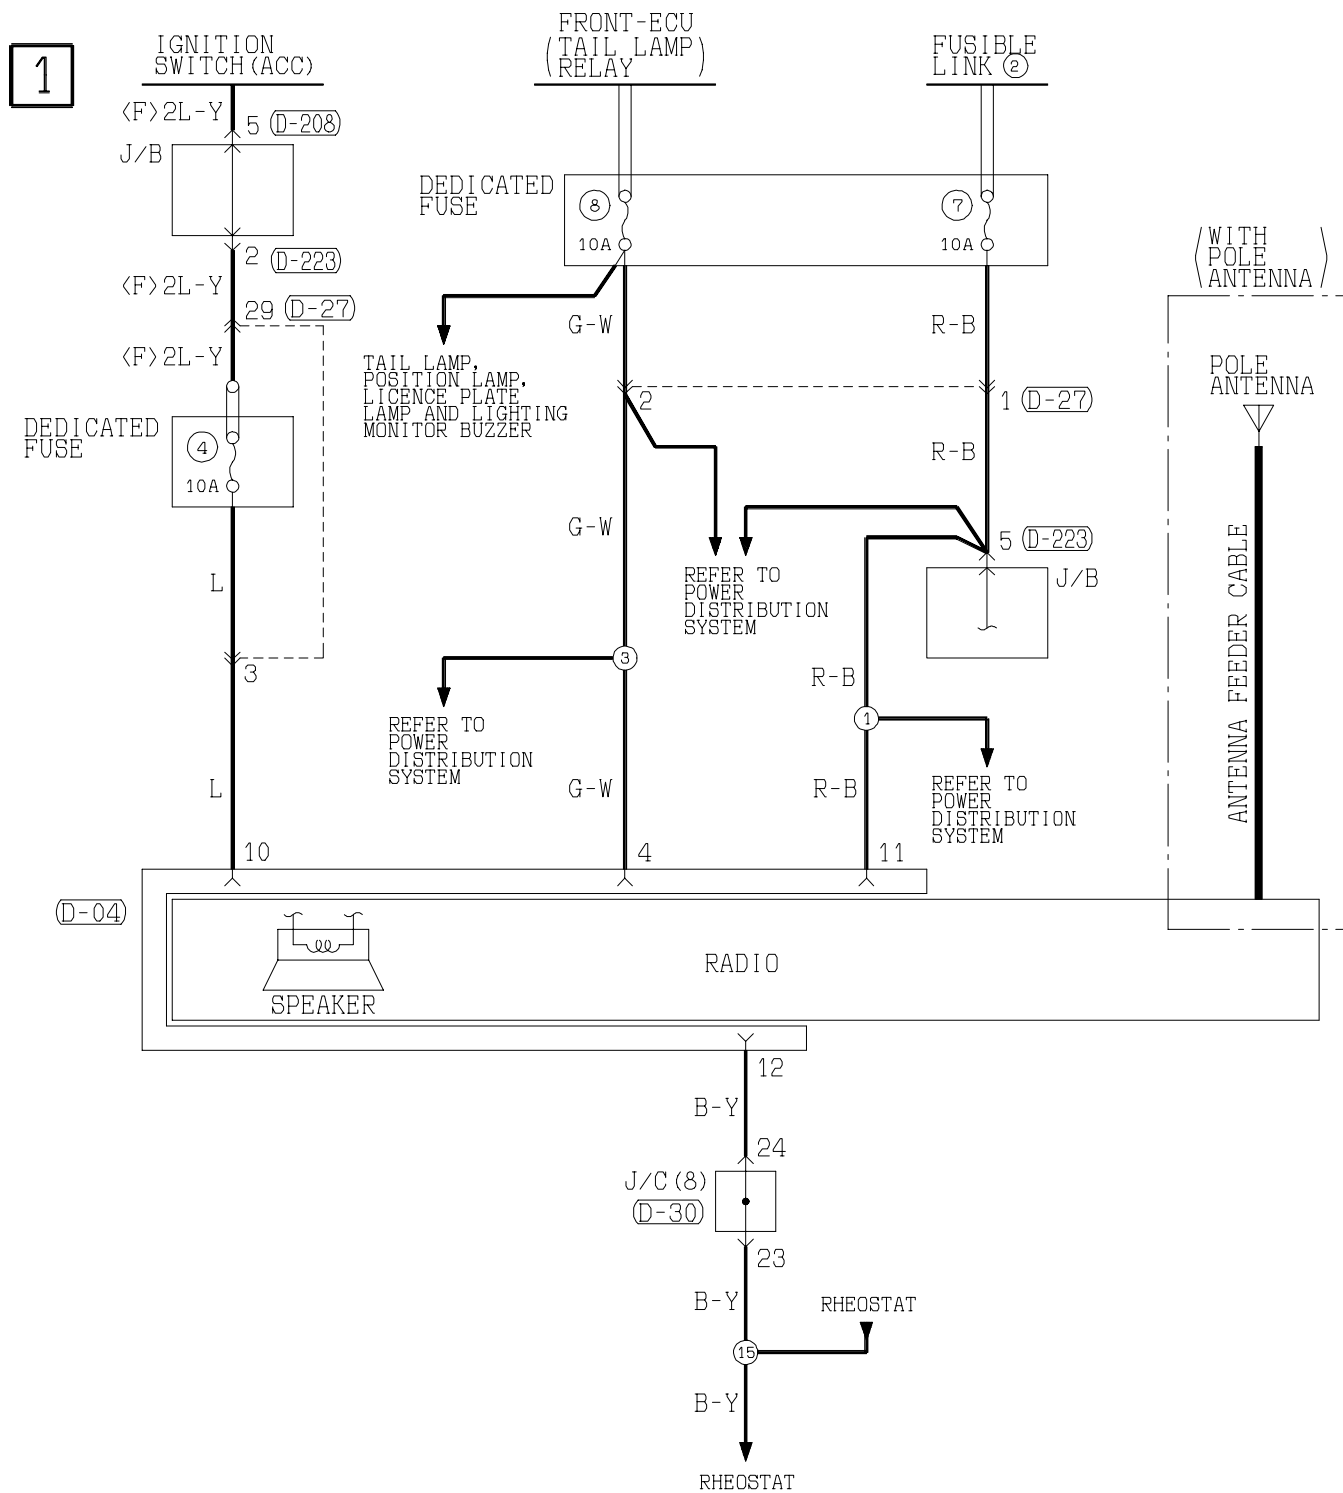 1
IGNITION
SWITCH(ACC)
FRONT-ECU
(TAIL LAMP)
RELAY
FUSIBLE
LINK ②
<F>2L-Y
5 (D-208)
J/B
2 (D-223)
<F>2L-Y
29 (D-27)
<F>2L-Y
DEDICATED
FUSE
④
10A
L
3
L
10
DEDICATED
FUSE
⑧
10A
⑦
10A
G-W
R-B
TAIL LAMP,
POSITION LAMP,
LICENCE PLATE
LAMP AND LIGHTING
MONITOR BUZZER
2
1 (D-27)
R-B
G-W
5 (D-223)
J/B
REFER TO
POWER
DISTRIBUTION
SYSTEM
③
R-B
①
REFER TO
POWER
DISTRIBUTION
SYSTEM
G-W
R-B
REFER TO
POWER
DISTRIBUTION
SYSTEM
4
11
(WITH
POLE
ANTENNA)
POLE
ANTENNA
ANTENNA FEEDER CABLE
(D-04)
RADIO
SPEAKER
12
B-Y
24
J/C(8)
(D-30)
23
B-Y
RHEOSTAT
⑮
B-Y
RHEOSTAT